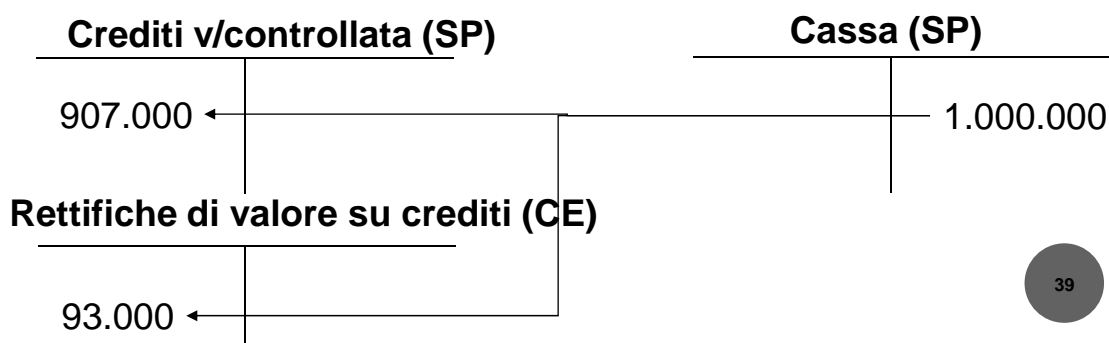 Crediti v/controllata (SP)
Cassa (SP)
907.000
1.000.000
Rettifiche di valore su crediti (CE)
93.000
39